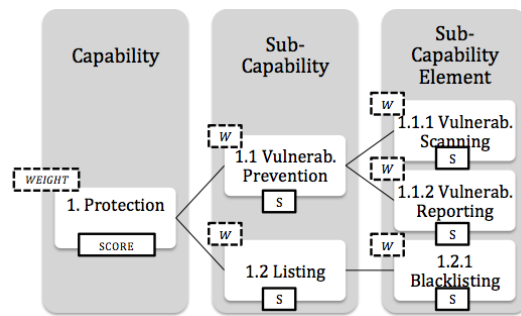 Capability
Sub-
Capability
Sub-
Capability
Element
WEIGHT
1. Protection
SCORE
W
1.1 Vulnerab.
Prevention
S
W
1.2 Listing
S
W
1.1.1 Vulnerab.
Scanning
S
W
1.1.2 Vulnerab.
Reporting
S
W
1.2.1
Blacklisting
S